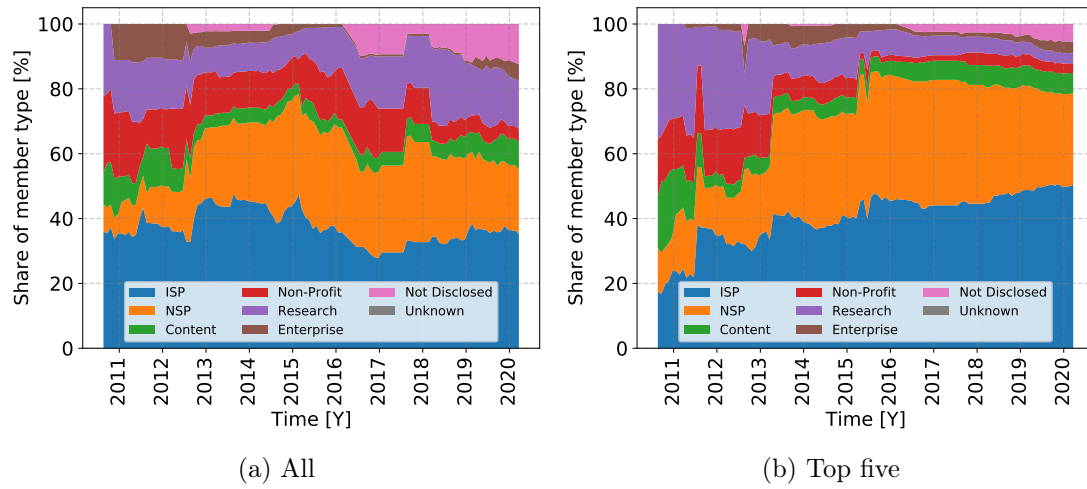 Share of member type [%]
100
80
60
40
20
0
ISP
NSP
Content
Non-Profit
Research
Enterprise
Not Disclosed
Unknown
2011
2012
2013
2014
2015
2016
2017
2018
2019
2020
Time [Y]
(a) All
Share of member type [%]
100
80
60
40
20
0
ISP
NSP
Content
Non-Profit
Research
Enterprise
Not Disclosed
Unknown
2011
2012
2013
2014
2015
2016
2017
2018
2019
2020
Time [Y]
(b) Top five